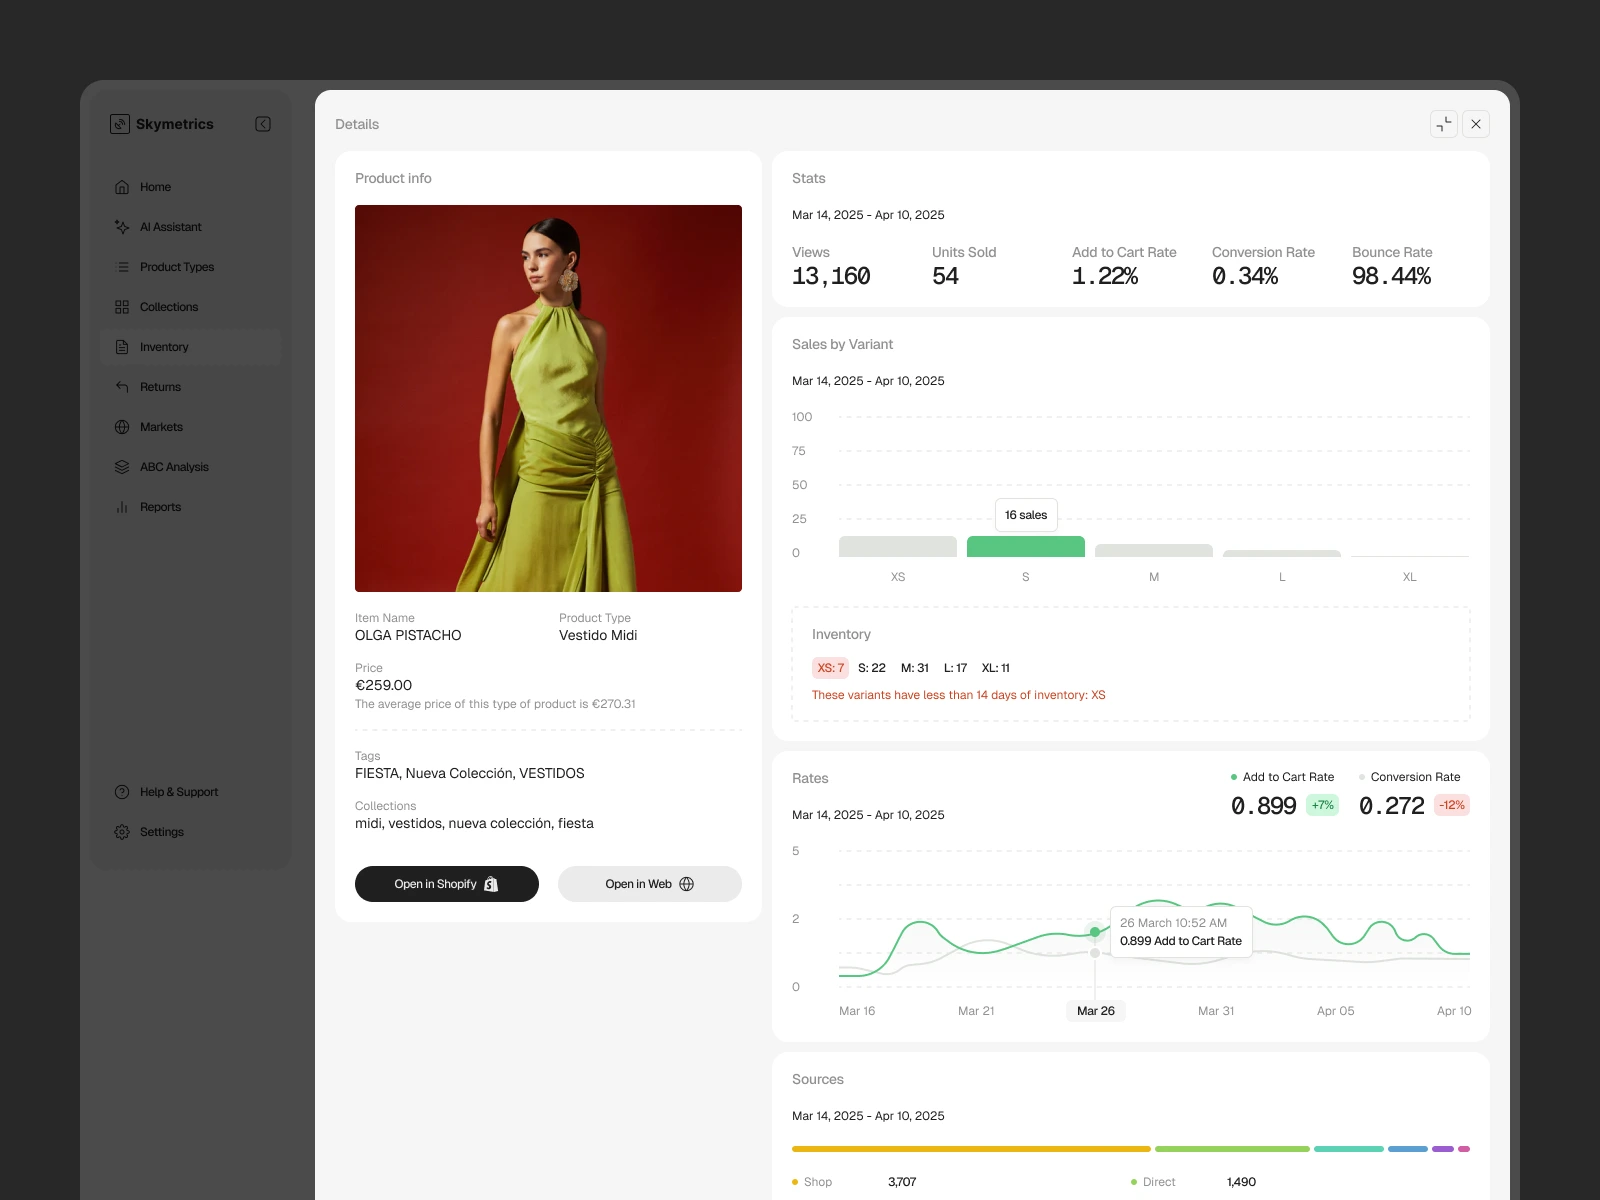 Skymetrics
Home
AI Assistant
Product Types
Collections
Inventory
Returns
Markets
ABC Analysis
Reports
Help & Support
Settings
Details
Product info
Item Name
OLGA PISTACHO
Product Type
Vestido Midi
Price
€259.00
The average price of this type of product is €270.31
Tags
FIESTA, Nueva Colección, VESTIDOS
Collections
midi, vestidos, nueva colección, fiesta
Open in Shopify
Open in Web
Stats
Mar 14, 2025 - Apr 10, 2025
Views
13,160
Units Sold
54
Add to Cart Rate
1.22%
Conversion Rate
0.34%
Bounce Rate
98.44%
Sales by Variant
Mar 14, 2025 - Apr 10, 2025
100
75
50
25
0
16 sales
XS
S
M
L
XL
Inventory
XS: 7 S: 22 M: 31 L: 17 XL: 11
These variants have less than 14 days of inventory: XS
Rates
Mar 14, 2025 - Apr 10, 2025
Add to Cart Rate
0.899 +7%
Conversion Rate
0.272 -12%
5
2
0
26 March 10:52 AM
0.899 Add to Cart Rate
Mar 16
Mar 21
Mar 26
Mar 31
Apr 05
Apr 10
Sources
Mar 14, 2025 - Apr 10, 2025
Shop 3,707
Direct 1,490